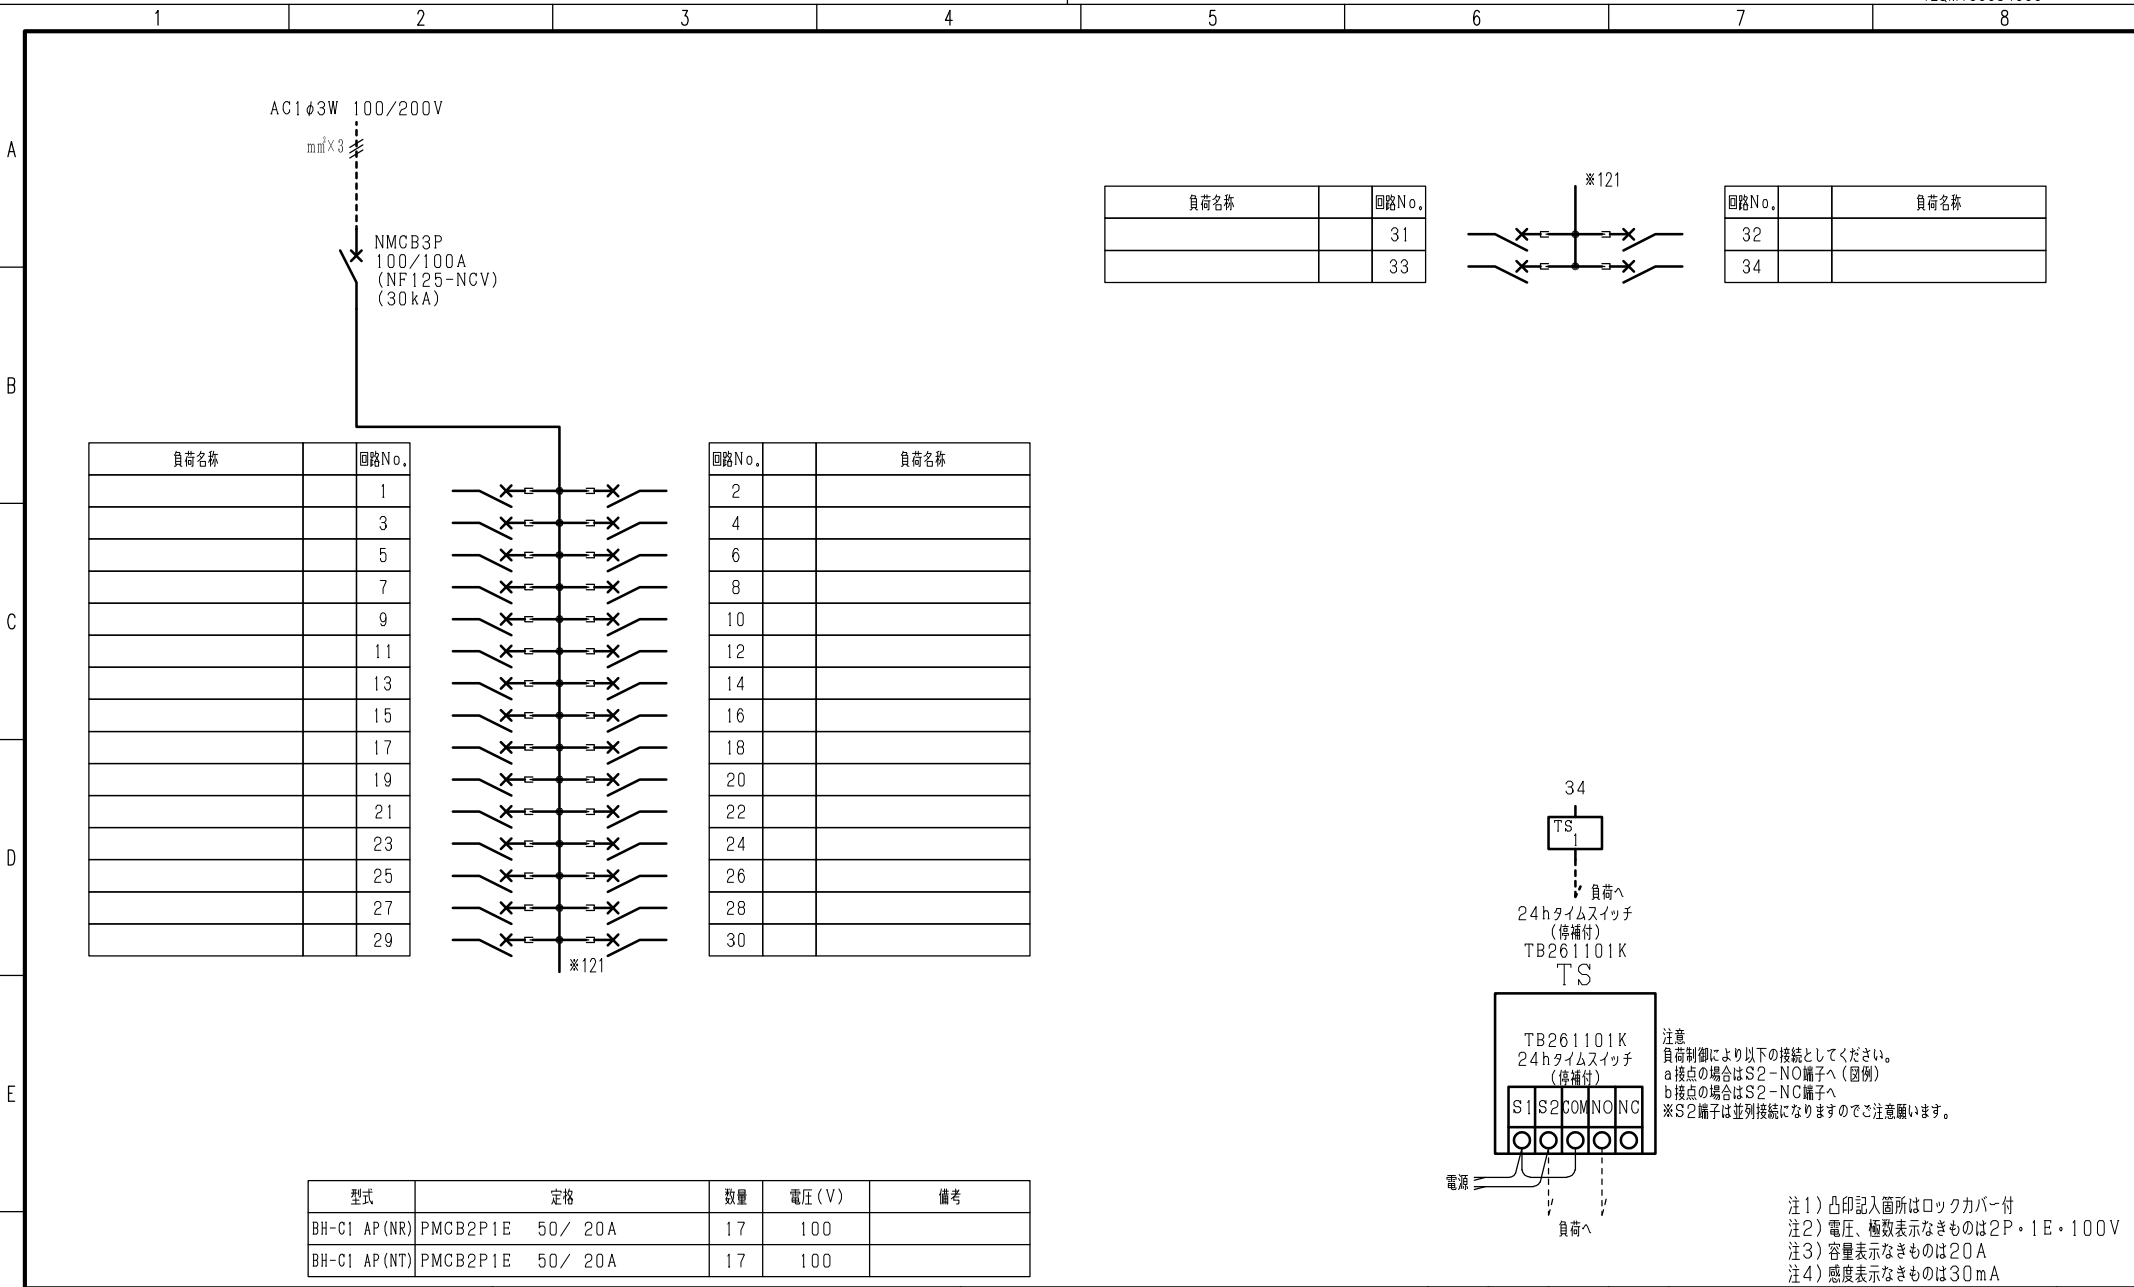 1 2 3 4 5 6 7 8
A
B
C
D
E
AC1φ3W 100/200V
mm²×3
NMCB3P
100/100A
(NF125-NCV)
(30kA)
負荷名称 回路No. 回路No. 負荷名称
1 2
3 4
5 6
7 8
9 10
11 12
13 14
15 16
17 18
19 20
21 22
23 24
25 26
27 28
29 30
※121
※121
負荷名称 回路No. 回路No. 負荷名称
31 32
33 34
34
TS
1
負荷へ
24hタイムスイッチ
(停補付)
TB261101K
TS
TB261101K
24hタイムスイッチ
(停補付)
S1 S2 COM NO NC
電源
負荷へ
注意
負荷制御により以下の接続としてください。
a接点の場合はS2-NO端子へ(図例)
b接点の場合はS2-NC端子へ
※S2端子は並列接続になりますのでご注意願います。
型式 定格 数量 電圧(V) 備考
BH-C1 AP(NR) PMCB2P1E 50/ 20A 17 100
BH-C1 AP(NT) PMCB2P1E 50/ 20A 17 100
注1)凸印記入箇所はロックカバー付
注2)電圧、極数表示なきものは2P・1E・100V
注3)容量表示なきものは20A
注4)感度表示なきものは30mA